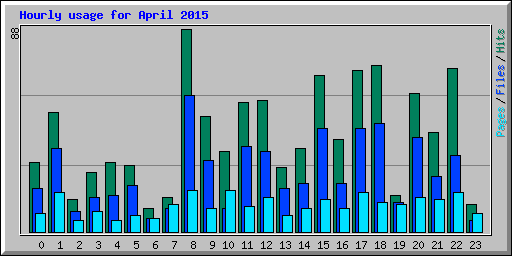 Hourly usage for April 2015
88
Pages/Files/Hits
0 1 2 3 4 5 6 7 8 9 10 11 12 13 14 15 16 17 18 19 20 21 22 23